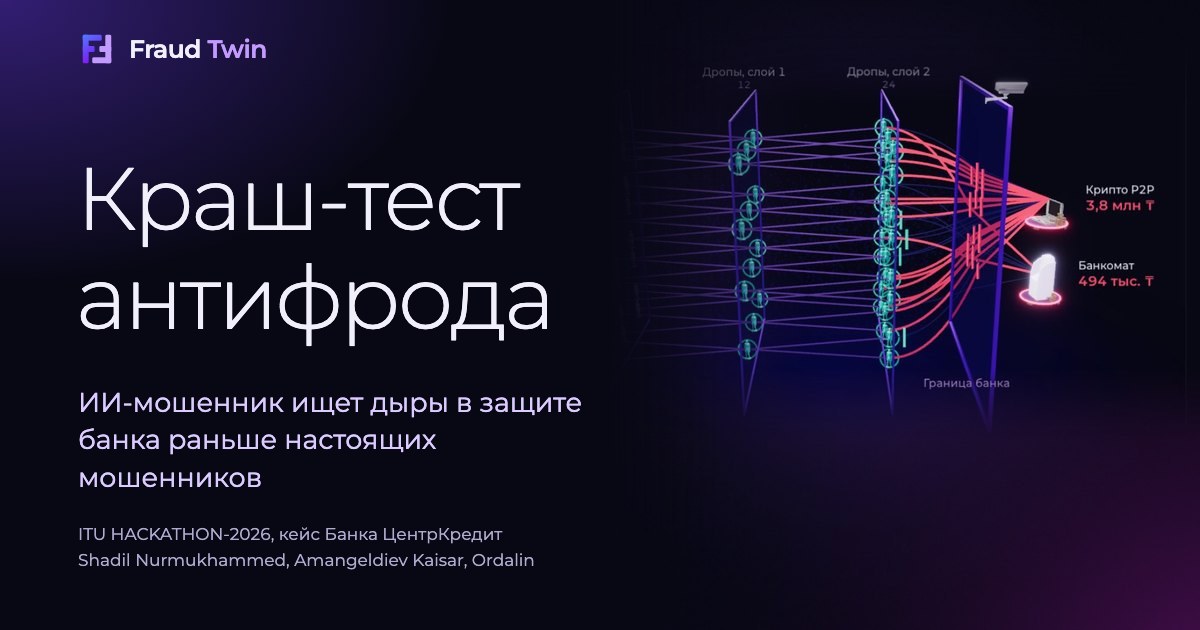 Fraud Twin
Дропы, слой 1
12
Дропы, слой 2
24
Краш-тест
антифрода
Крипто P2P
3,8 млн ₸
Банкомат
494 тыс. ₸
Граница банка
ИИ-мошенник ищет дыры в защите
банка раньше настоящих
мошенников
ITU HACKATHON-2026, кейс Банка ЦентрКредит
Shadil Nurmukhammed, Amangeldiev Kaisar, Ordalin